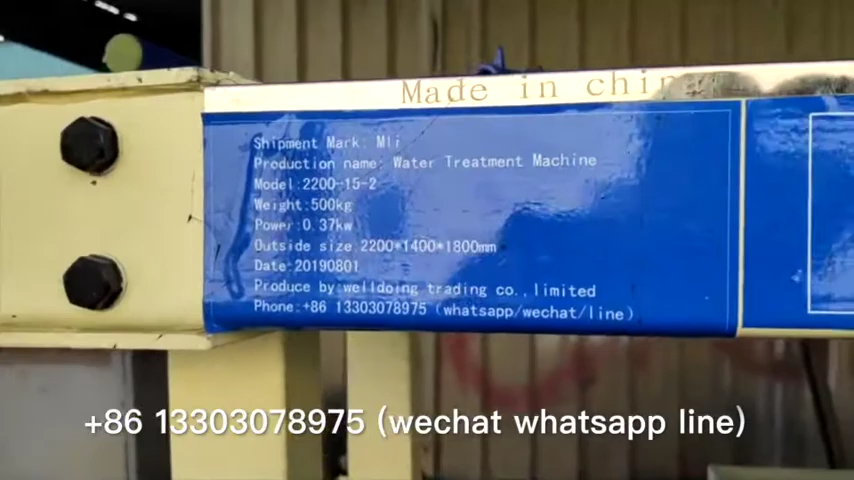 Made in china
Shipment Mark: Mli
Production name: Water Treatment Machine
Model:2200-15-2
Weight:500kg
Power:0.37kw
Outside size:2200*1400*1800mm
Date:20190801
Produce by:welldoing trading co.,limited
Phone:+86 13303078975 (whatsapp/wechat/line)
+86 13303078975 (wechat whatsapp line)